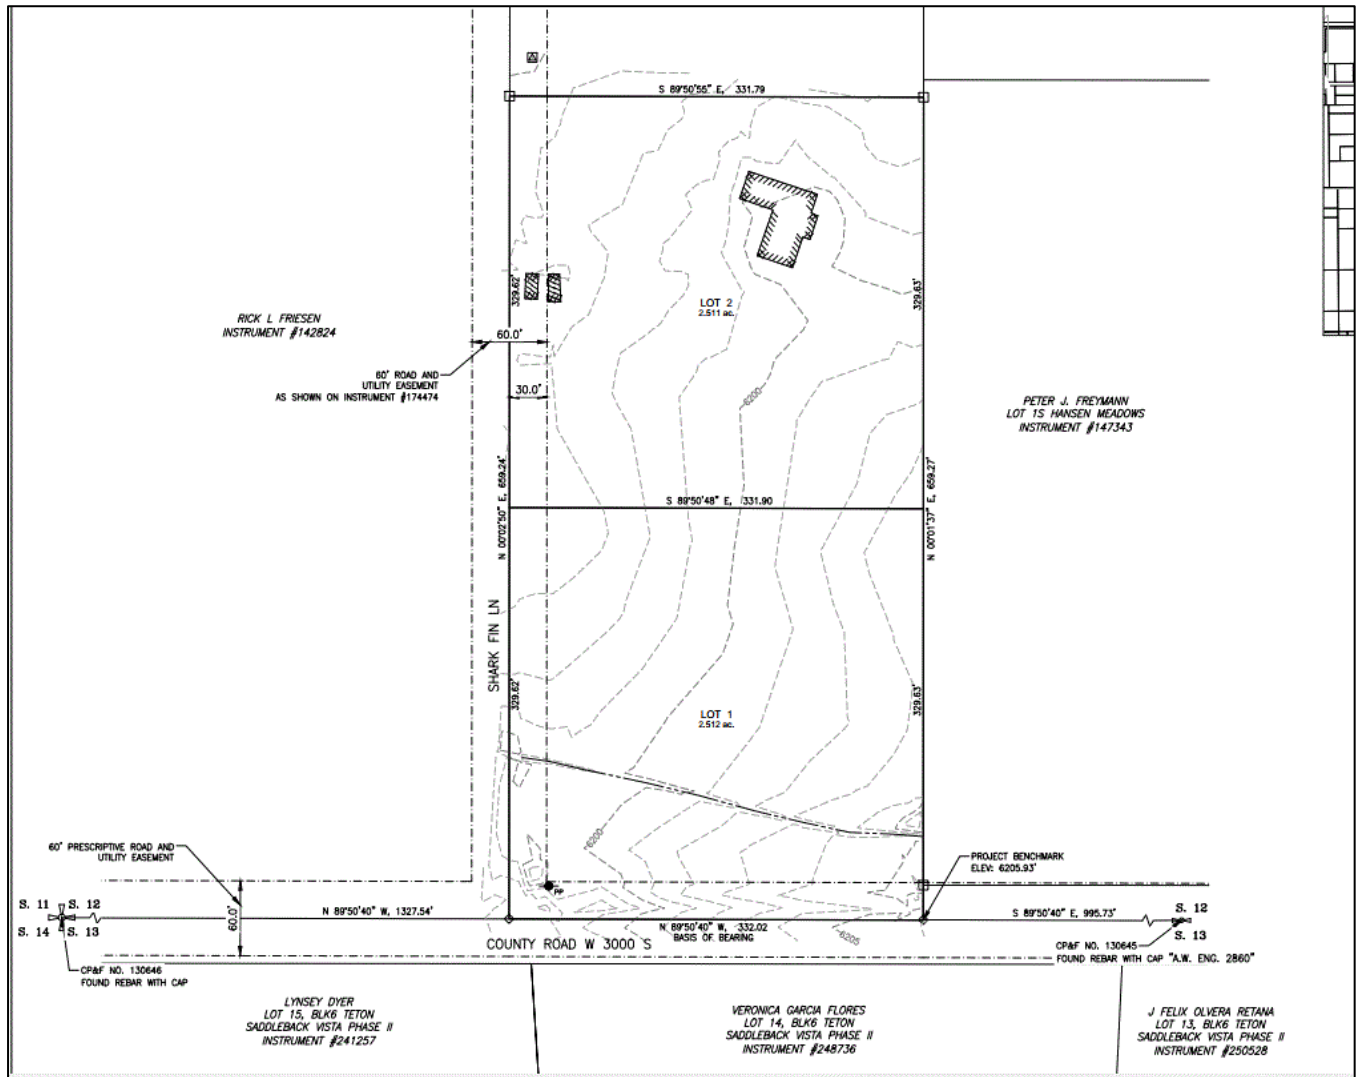 S 89°50'55" E, 331.79
329.62'
329.63'
LOT 2
2.511 ac.
RICK L FRIESEN
INSTRUMENT #142824
60.0'
60' ROAD AND
UTILITY EASEMENT
AS SHOWN ON INSTRUMENT #174474
30.0'
6200
PETER J. FREYMANN
LOT 1S HANSEN MEADOWS
INSTRUMENT #147343
N 00°02'50" E, 659.24'
S 89°50'48" E, 331.90
N 00°01'37" E, 659.27'
SHARK FIN LN
329.62'
329.63'
LOT 1
2.512 ac.
6200
60' PRESCRIPTIVE ROAD AND
UTILITY EASEMENT
PROJECT BENCHMARK
ELEV: 6205.93'
PP
S. 11
S. 12
S. 14
S. 13
N 89°50'40" W, 1327.54'
60.0'
N 89°50'40" W, 332.02
BASIS OF BEARING
6205
S 89°50'40" E, 995.73'
S. 12
S. 13
COUNTY ROAD W 3000 S
CP&F NO. 130646
FOUND REBAR WITH CAP
CP&F NO. 130645
FOUND REBAR WITH CAP "A.W. ENG. 2860"
LYNSEY DYER
LOT 15, BLK6 TETON
SADDLEBACK VISTA PHASE II
INSTRUMENT #241257
VERONICA GARCIA FLORES
LOT 14, BLK6 TETON
SADDLEBACK VISTA PHASE II
INSTRUMENT #248736
J FELIX OLVERA RETANA
LOT 13, BLK6 TETON
SADDLEBACK VISTA PHASE II
INSTRUMENT #250528